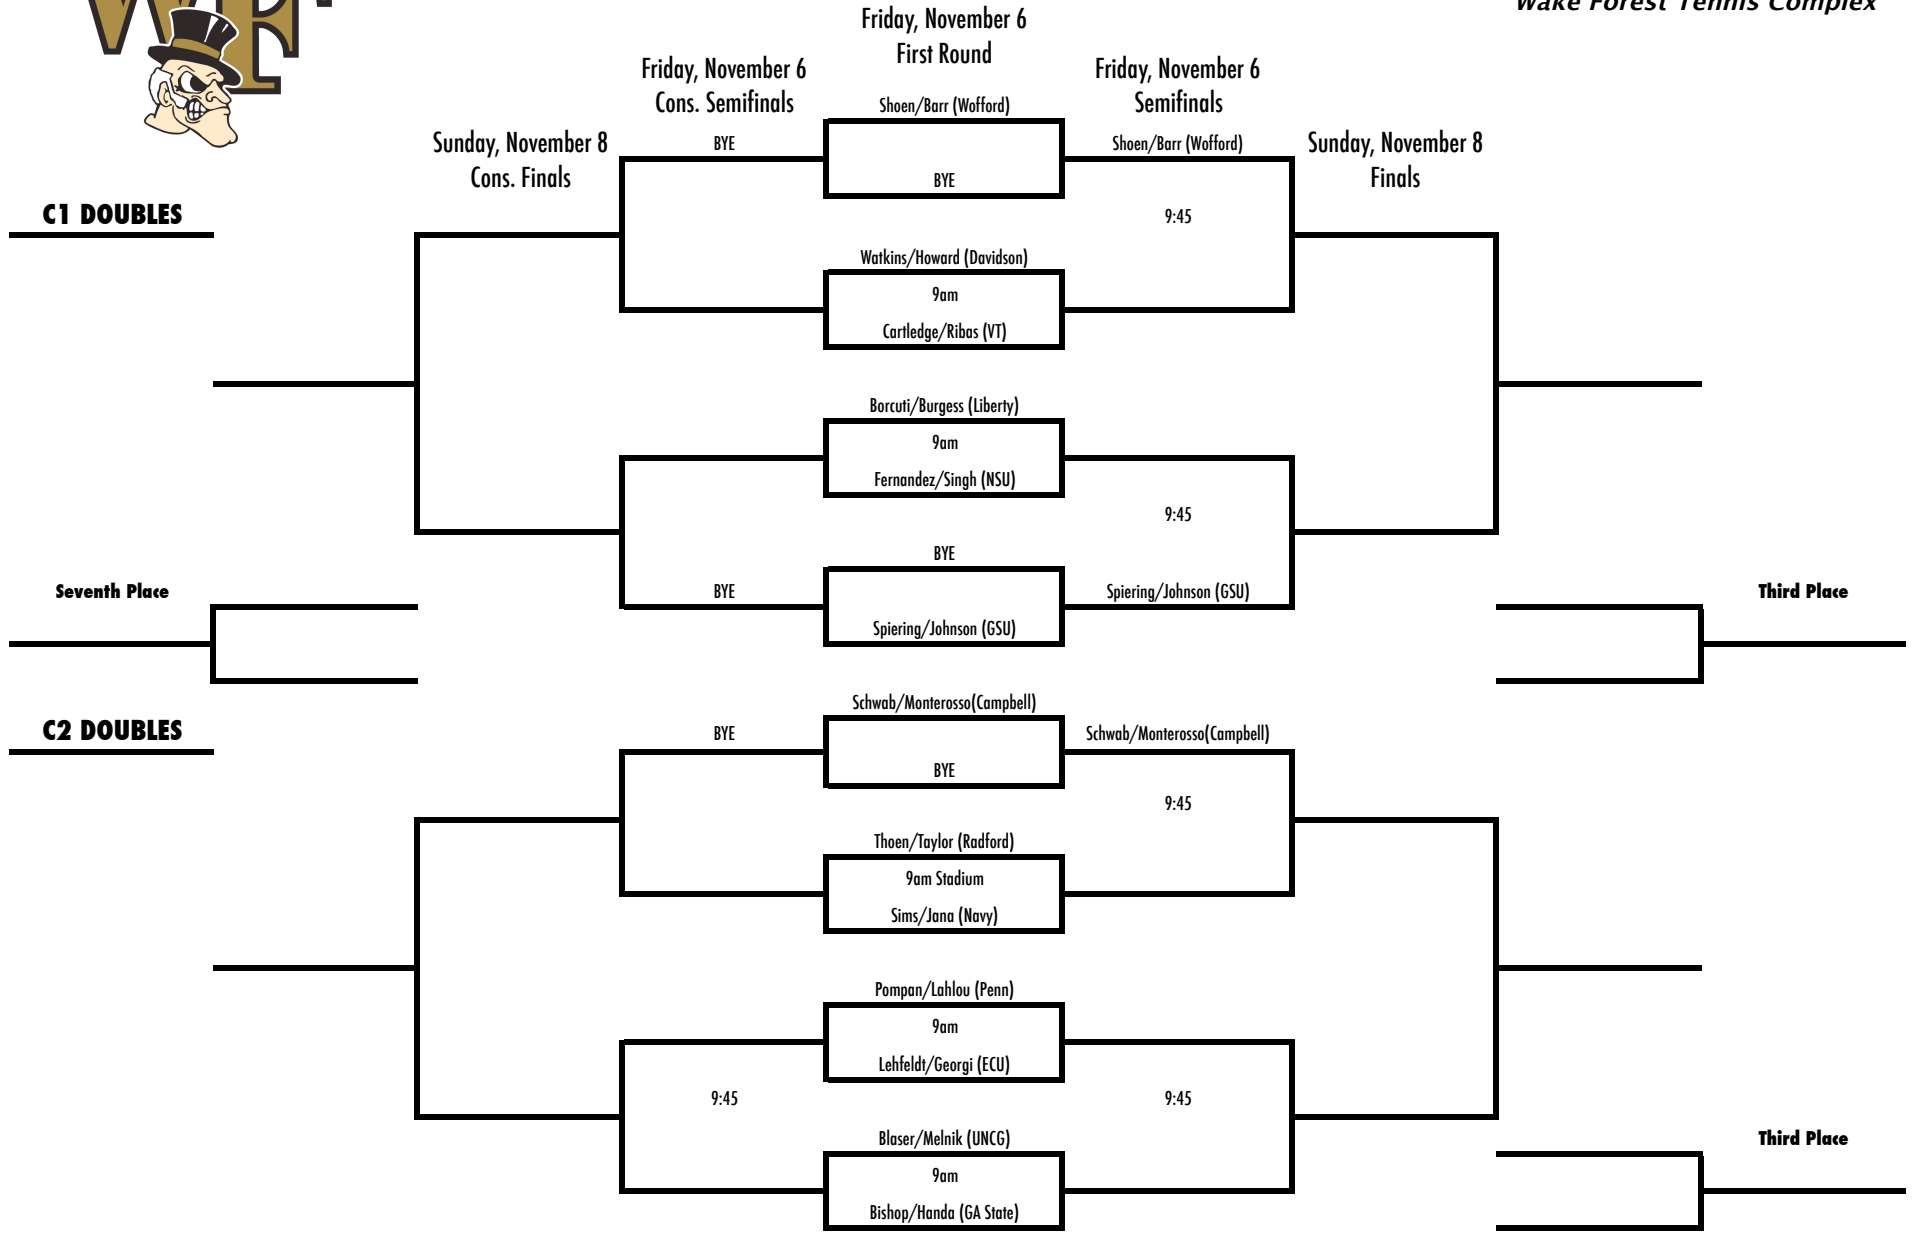 WF
Wake Forest Tennis Complex
Friday, November 6
First Round
Friday, November 6
Cons. Semifinals
Friday, November 6
Semifinals
Sunday, November 8
Cons. Finals
Sunday, November 8
Finals
C1 DOUBLES
Shoen/Barr (Wofford)
BYE
Shoen/Barr (Wofford)
BYE
9:45
Watkins/Howard (Davidson)
9am
Cartledge/Ribas (VT)
Borcuti/Burgess (Liberty)
9am
Fernandez/Singh (NSU)
9:45
BYE
Seventh Place
BYE
Spiering/Johnson (GSU)
Third Place
Spiering/Johnson (GSU)
C2 DOUBLES
Schwab/Monterosso(Campbell)
BYE
Schwab/Monterosso(Campbell)
BYE
9:45
Thoen/Taylor (Radford)
9am Stadium
Sims/Jana (Navy)
Pompan/Lahlou (Penn)
9am
Lehfeldt/Georgi (ECU)
9:45
9:45
Blaser/Melnik (UNCG)
Third Place
9am
Bishop/Handa (GA State)